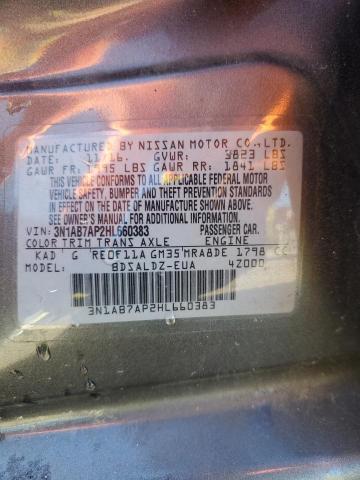 MANUFACTURED BY NISSAN MOTOR CO., LTD.
DATE: 11/16 GVWR: 3823 LBS
GAWR FR: 1995 LBS GAWR RR: 1841 LBS
THIS VEHICLE CONFORMS TO ALL APPLICABLE FEDERAL MOTOR
VEHICLE SAFETY, BUMPER AND THEFT PREVENTION STANDARDS
IN EFFECT ON THE DATE OF MANUFACTURE SHOWN ABOVE.
SEE OWNER'S MANUAL FOR ADDITIONAL INFORMATION.
VIN: 3N1AB7AP2HL660383 PASSENGER CAR.
COLOR TRIM TRANS AXLE ENGINE
KAD G RE0F11A GM35 MRA8DE 1798 CC
MODEL: BDSALDZ-EUA 4Z000
3N1AB7AP2HL660383